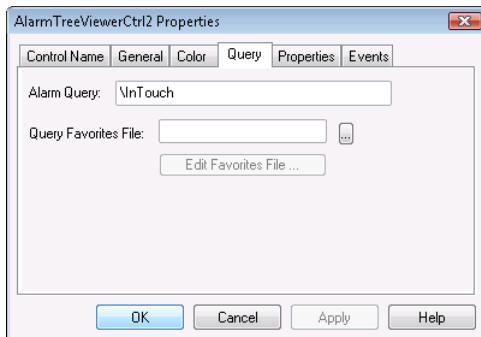 AlarmTreeViewerCtrl2 Properties
Control Name General Color Query Properties Events
Alarm Query: \InTouch
Query Favorites File: ...
Edit Favorites File ...
OK Cancel Apply Help